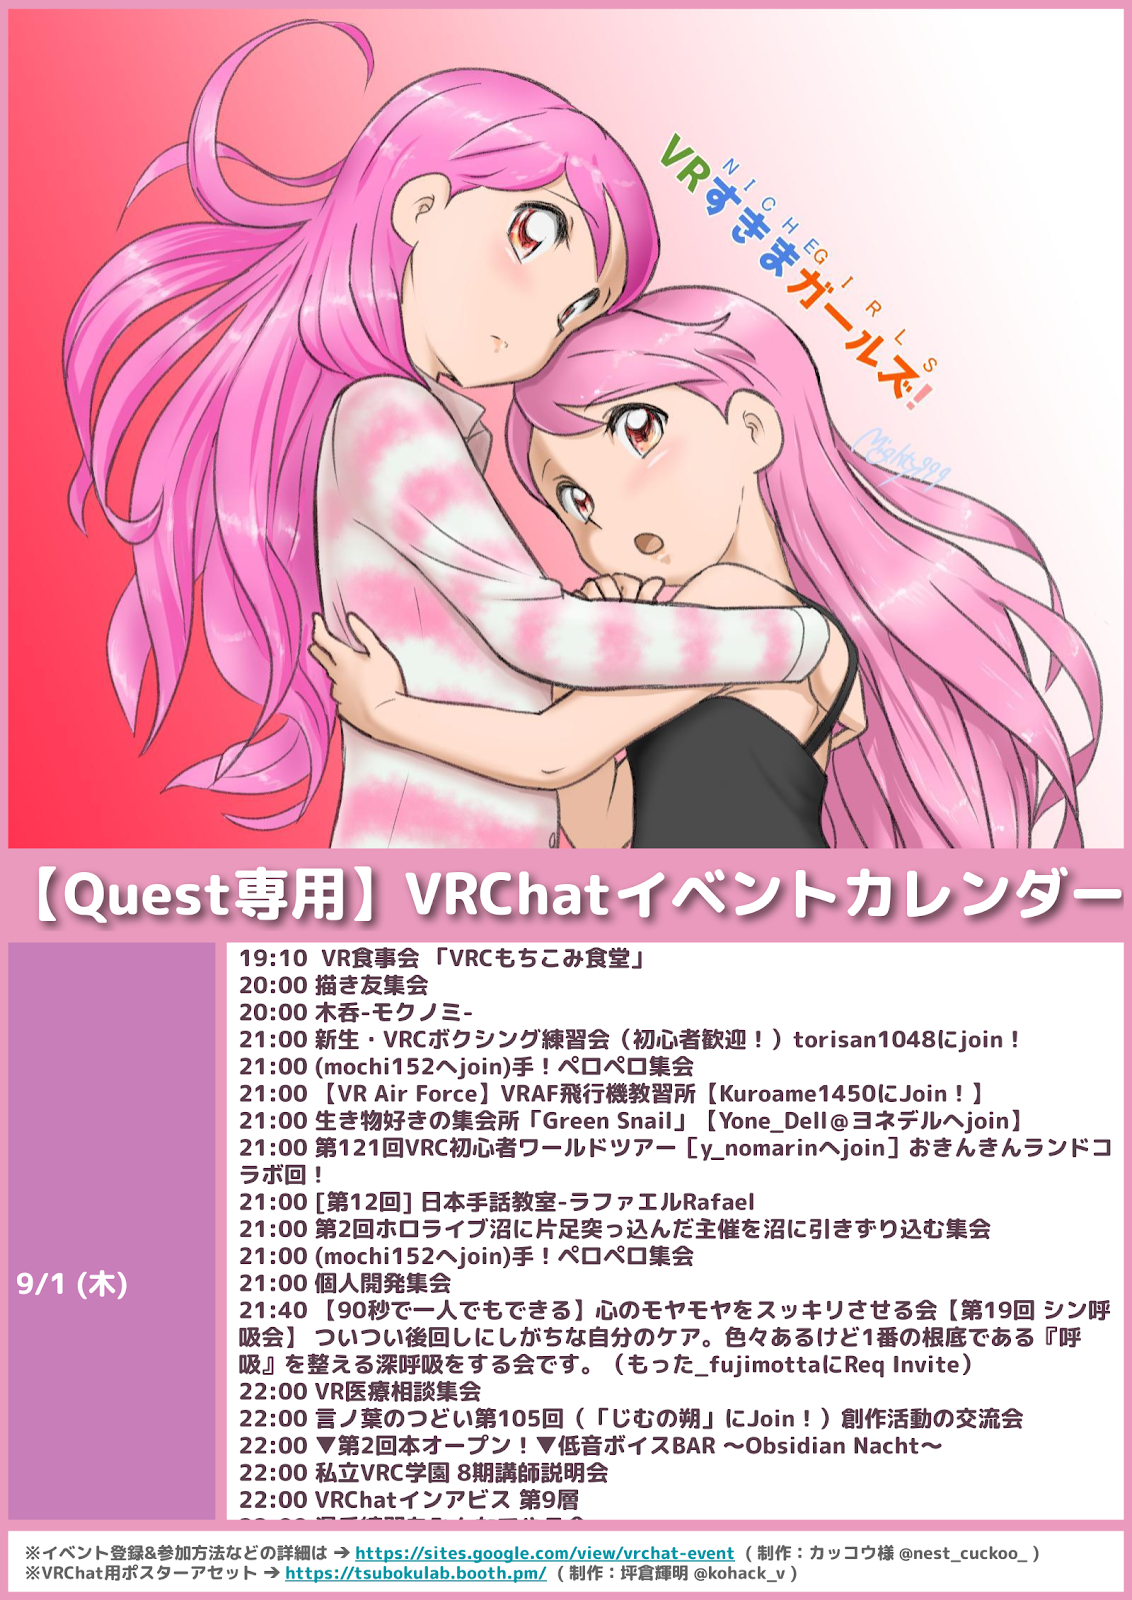 NICHE GIRLS
VRすきまガールズ!
Mighty999
【Quest専用】VRChatイベントカレンダー
9/1 (木)
19:10 VR食事会 「VRCもちこみ食堂」
20:00 描き友集会
20:00 木呑-モクノミ-
21:00 新生・VRCボクシング練習会（初心者歓迎！）torisan1048にjoin！
21:00 (mochi152へjoin)手！ペロペロ集会
21:00 【VR Air Force】VRAF飛行機教習所【Kuroame1450にJoin！】
21:00 生き物好きの集会所「Green Snail」【Yone_Dell＠ヨネデルへjoin】
21:00 第121回VRC初心者ワールドツアー［y_nomarinへjoin］おきんきんランドコ
ラボ回！
21:00 [第12回] 日本手話教室-ラファエルRafael
21:00 第2回ホロライブ沼に片足突っ込んだ主催を沼に引きずり込む集会
21:00 (mochi152へjoin)手！ペロペロ集会
21:00 個人開発集会
21:40 【90秒で一人でもできる】心のモヤモヤをスッキリさせる会【第19回 シン呼
吸会】 ついつい後回しにしがちな自分のケア。色々あるけど1番の根底である『呼
吸』を整える深呼吸をする会です。（もった_fujimottaにReq Invite）
22:00 VR医療相談集会
22:00 言ノ葉のつどい第105回（「じむの朔」にJoin！）創作活動の交流会
22:00 ▼第2回本オープン！▼低音ボイスBAR ～Obsidian Nacht～
22:00 私立VRC学園 8期講師説明会
22:00 VRChatインアビス 第9層
※イベント登録&参加方法などの詳細は → https://sites.google.com/view/vrchat-event （ 制作：カッコウ様 @nest_cuckoo_ ）
※VRChat用ポスターアセット → https://tsubokulab.booth.pm/ （ 制作：坪倉輝明 @kohack_v ）